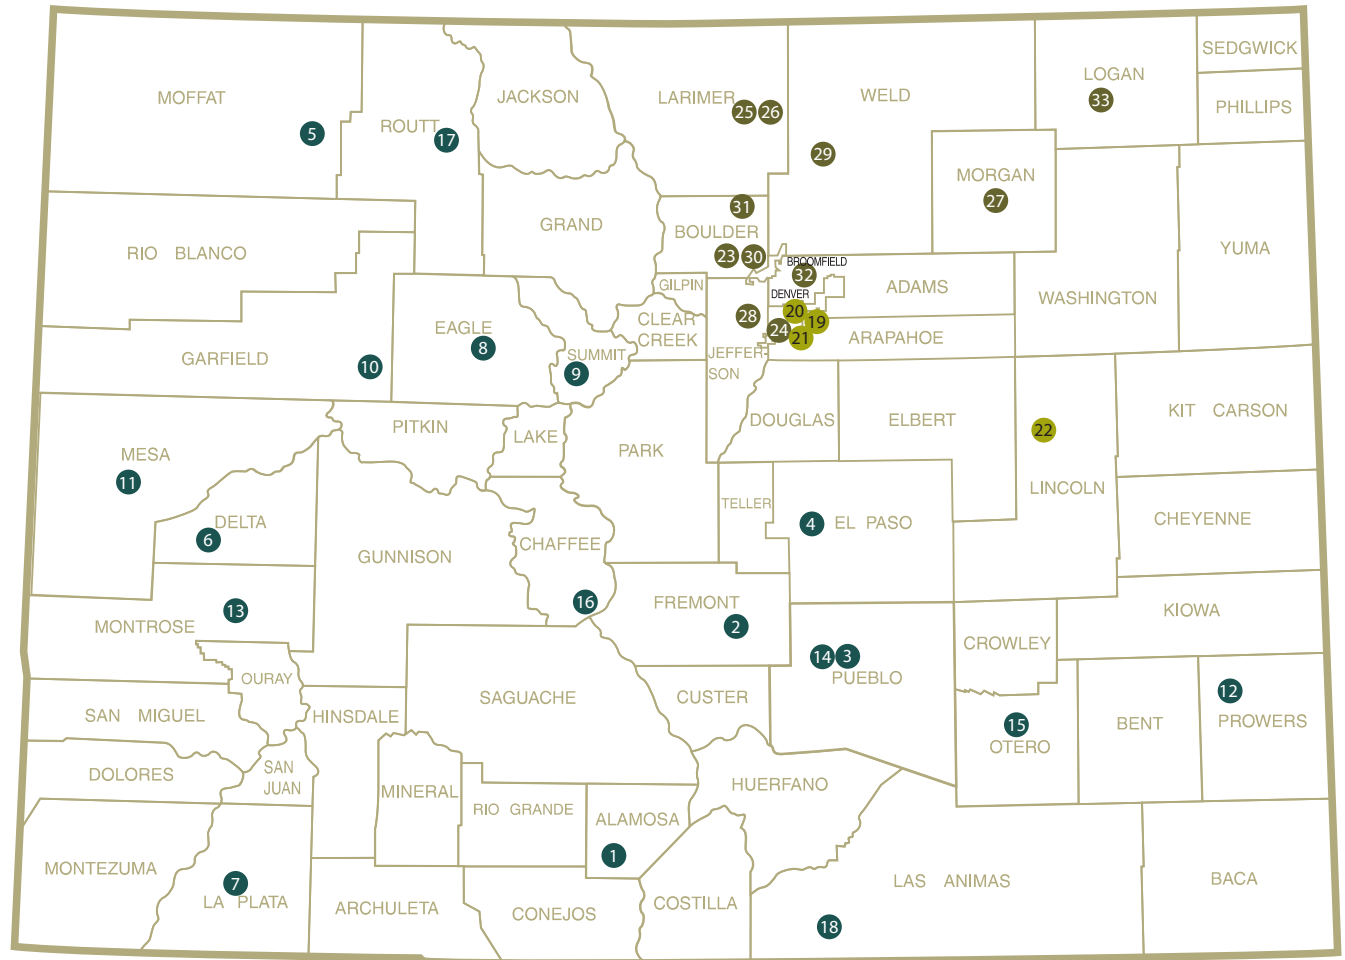 SEDGWICK
LOGAN
MOFFAT
JACKSON
LARIMER
WELD
33
PHILLIPS
25 26
5
ROUTT
17
29
MORGAN
27
31
GRAND
BOULDER
RIO BLANCO
YUMA
23 30
BROOMFIELD
32
GILPIN
DENVER
ADAMS
WASHINGTON
20
28
CLEAR
CREEK
24
19
21
EAGLE
8
ARAPAHOE
GARFIELD
10
SUMMIT
9
JEFFER-
SON
KIT CARSON
PITKIN
LAKE
DOUGLAS
ELBERT
22
MESA
11
PARK
LINCOLN
TELLER
4
EL PASO
CHEYENNE
DELTA
6
CHAFFEE
GUNNISON
16
FREMONT
2
13
MONTROSE
KIOWA
CROWLEY
14 3
PUEBLO
OURAY
SAGUACHE
CUSTER
12
PROWERS
SAN MIGUEL
HINSDALE
15
OTERO
BENT
DOLORES
SAN
JUAN
MINERAL
RIO GRANDE
ALAMOSA
1
HUERFANO
MONTEZUMA
7
LA PLATA
ARCHULETA
CONEJOS
COSTILLA
LAS ANIMAS
18
BACA